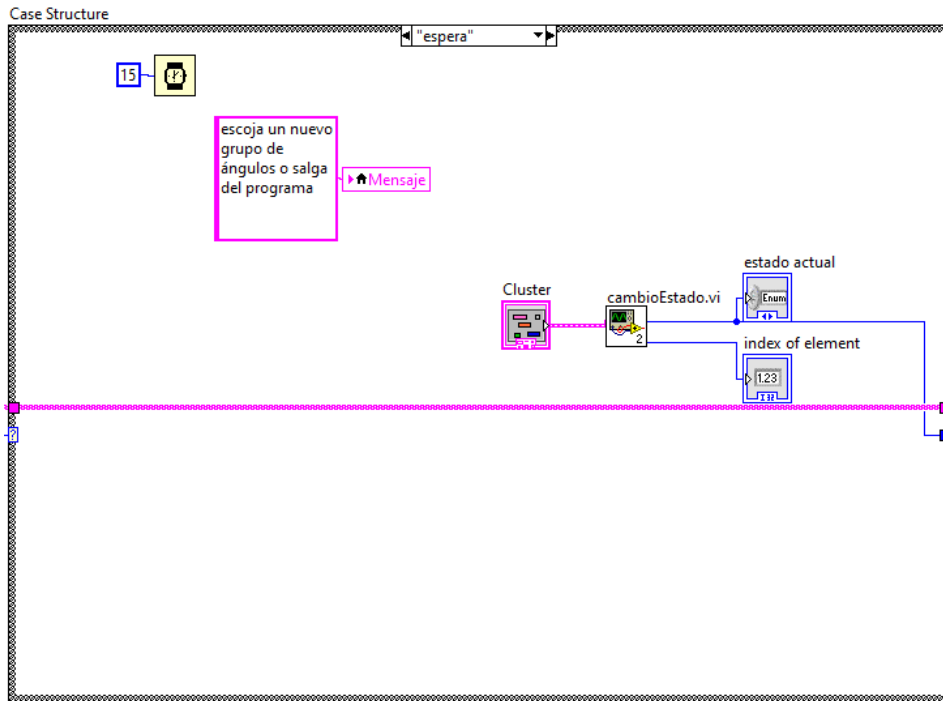 Case Structure
"espera"
15
escoja un nuevo
grupo de
ángulos o salga
del programa
Mensaje
estado actual
Cluster
cambioEstado.vi
Enum
2
index of element
1.23
I32
?